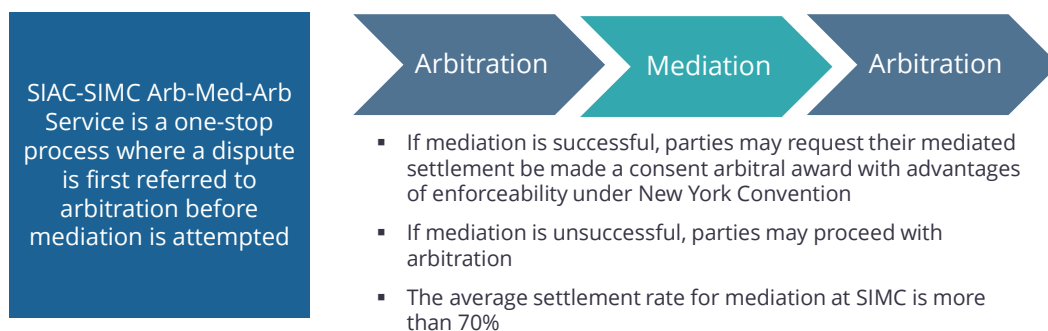 SIAC-SIMC Arb-Med-Arb
Service is a one-stop
process where a dispute
is first referred to
arbitration before
mediation is attempted
Arbitration
Mediation
Arbitration
▪ If mediation is successful, parties may request their mediated
settlement be made a consent arbitral award with advantages
of enforceability under New York Convention
▪ If mediation is unsuccessful, parties may proceed with
arbitration
▪ The average settlement rate for mediation at SIMC is more
than 70%